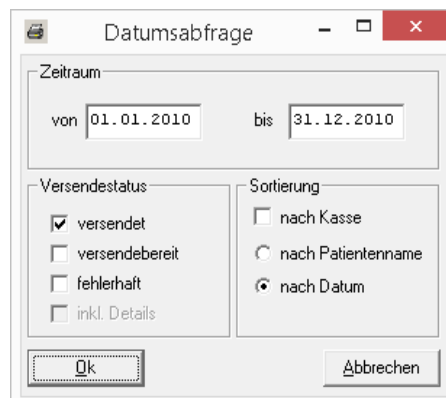 Datumsabfrage
Zeitraum
von 01.01.2010 bis 31.12.2010
Versendestatus
versendet
versendebereit
fehlerhaft
inkl. Details
Sortierung
nach Kasse
nach Patientenname
nach Datum
Ok
Abbrechen